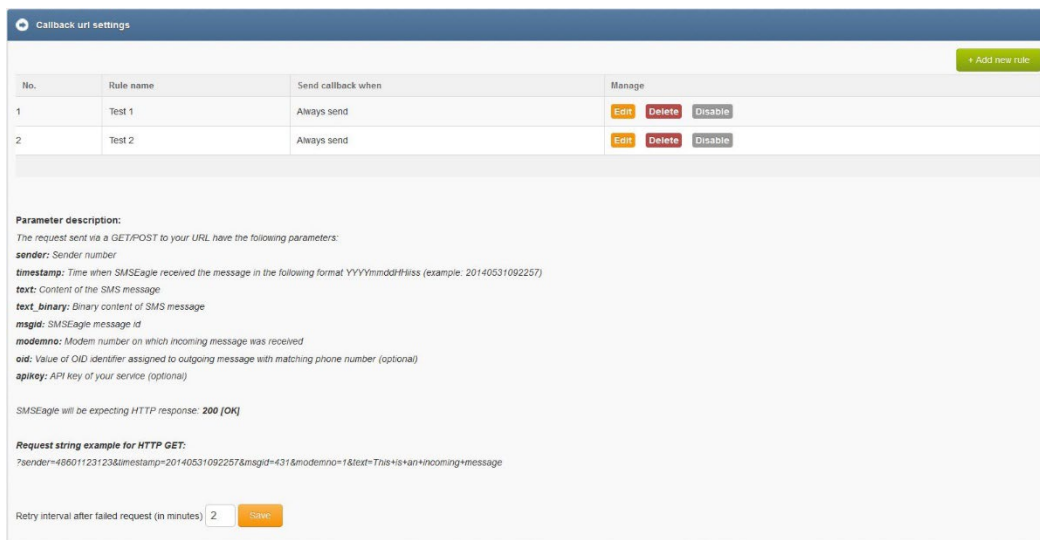 Callback url settings
+ Add new rule
No. Rule name Send callback when Manage
1 Test 1 Always send Edit Delete Disable
2 Test 2 Always send Edit Delete Disable
Parameter description:
The request sent via a GET/POST to your URL have the following parameters:
sender: Sender number
timestamp: Time when SMSEagle received the message in the following format YYYYmmddHHiiss (example: 20140531092257)
text: Content of the SMS message
text_binary: Binary content of SMS message
msgid: SMSEagle message id
modemno: Modem number on which incoming message was received
oid: Value of OID identifier assigned to outgoing message with matching phone number (optional)
apikey: API key of your service (optional)
SMSEagle will be expecting HTTP response: 200 [OK]
Request string example for HTTP GET:
?sender=48601123123&timestamp=20140531092257&msgid=431&modemno=1&text=This+is+an+incoming+message
Retry interval after failed request (in minutes) 2 Save